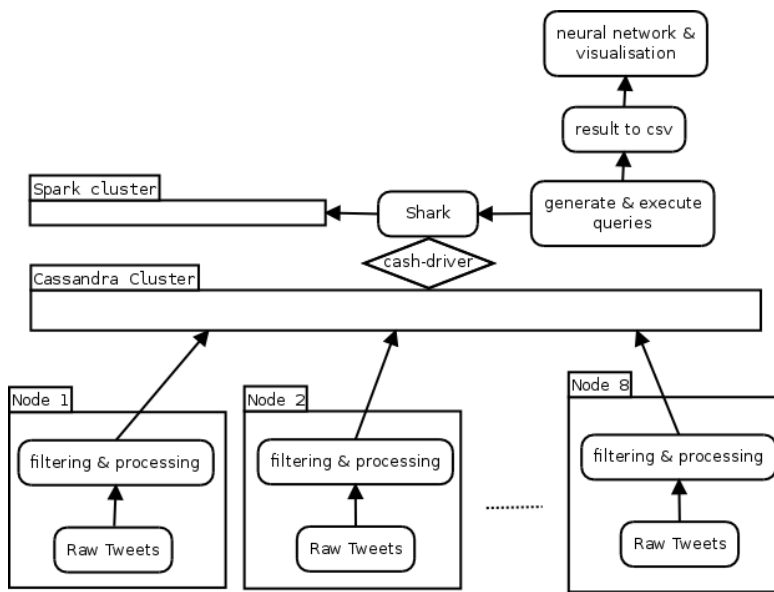 neural network &
visualisation
result to csv
Spark cluster
Shark
generate & execute
queries
cash-driver
Cassandra Cluster
Node 1
Node 2
Node 8
filtering & processing
filtering & processing
filtering & processing
Raw Tweets
Raw Tweets
Raw Tweets